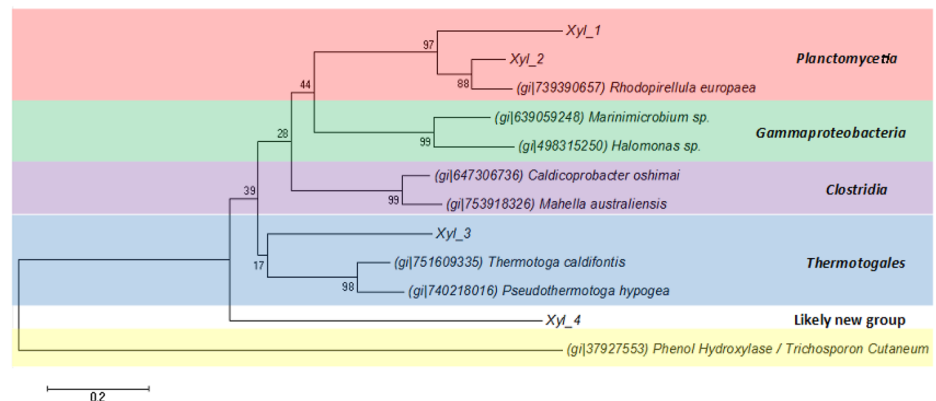 Xyl_1
97
Xyl_2
Planctomycetia
88
(gi|739390657) Rhodopirellula europaea
44
(gi|639059248) Marinimicrobium sp.
Gammaproteobacteria
28
99
(gi|498315250) Halomonas sp.
(gi|647306736) Caldicoprobacter oshimai
Clostridia
39
99
(gi|753918326) Mahella australiensis
Xyl_3
17
(gi|751609335) Thermotoga caldifontis
Thermotogales
98
(gi|740218016) Pseudothermotoga hypogea
Xyl_4
Likely new group
(gi|37927553) Phenol Hydroxylase / Trichosporon Cutaneum
0.2